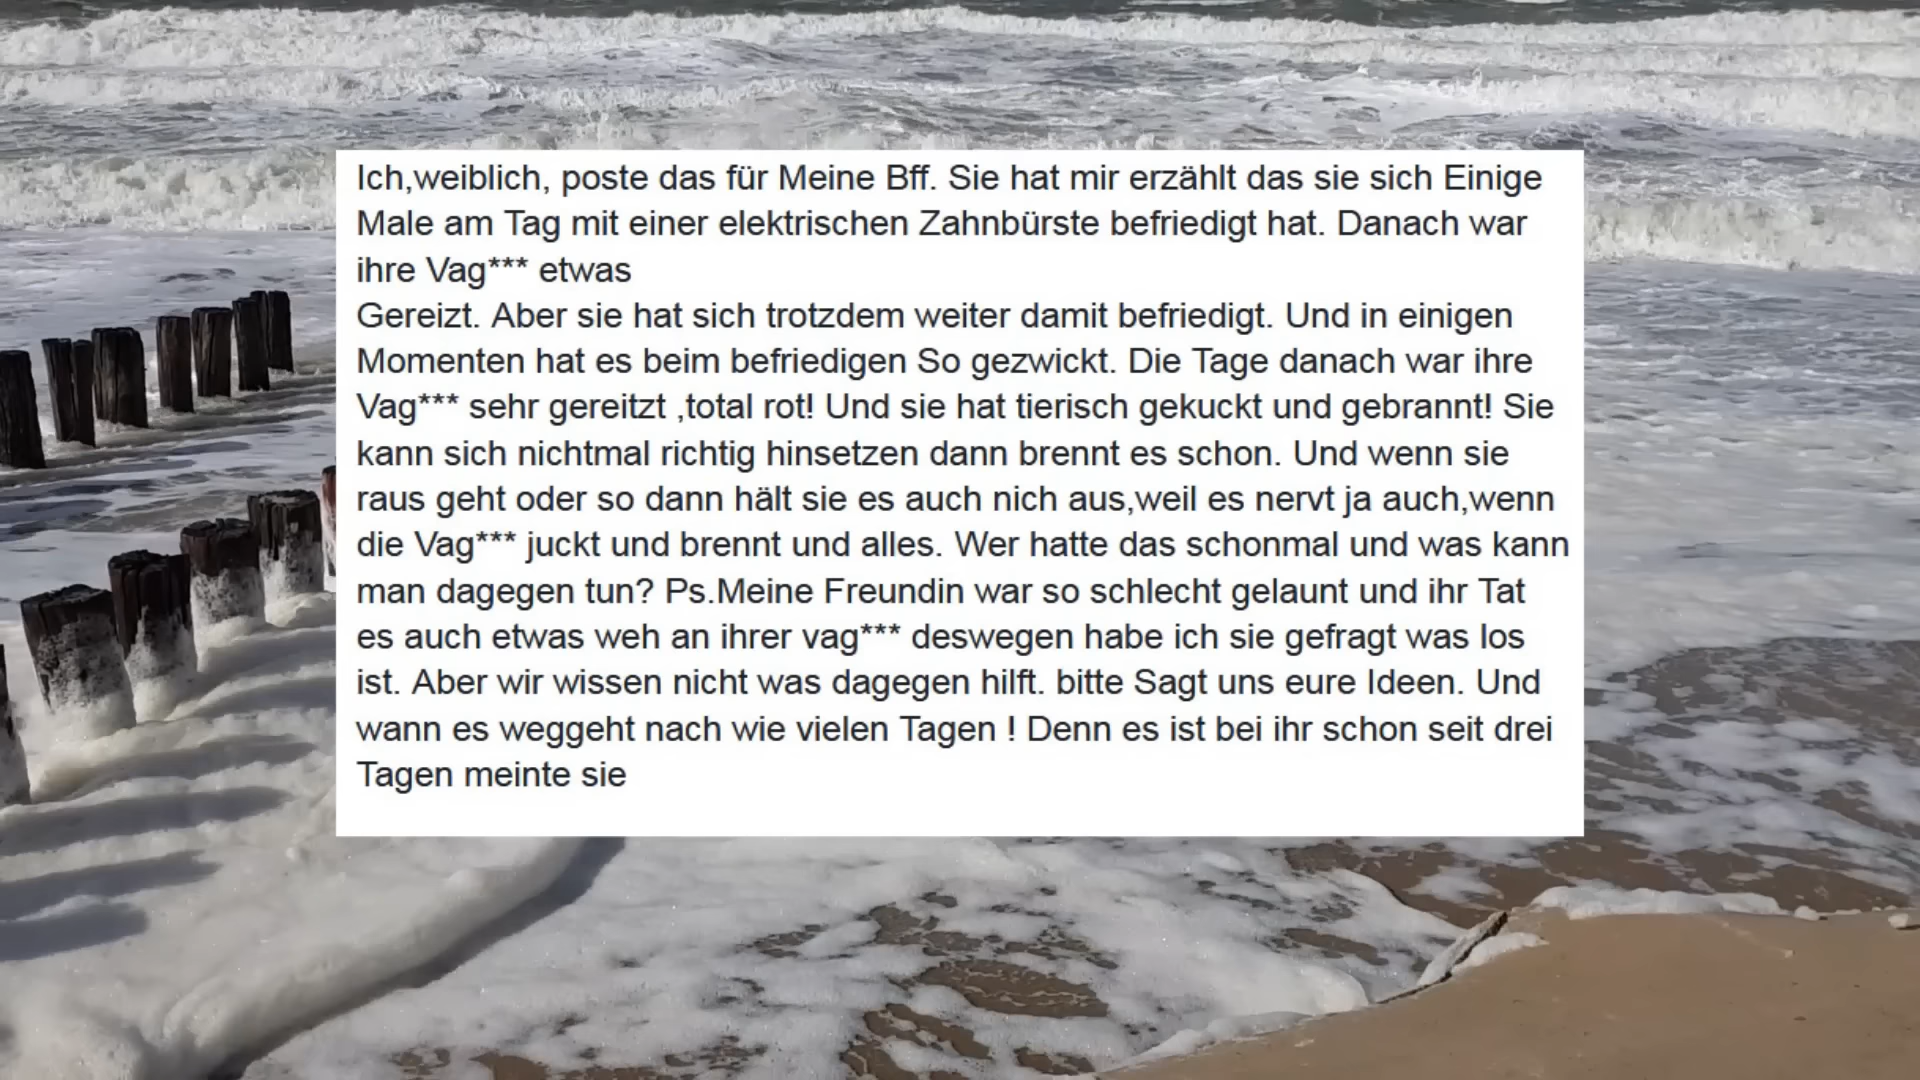 Ich,weiblich, poste das für Meine Bff. Sie hat mir erzählt das sie sich Einige
Male am Tag mit einer elektrischen Zahnbürste befriedigt hat. Danach war
ihre Vag*** etwas
Gereizt. Aber sie hat sich trotzdem weiter damit befriedigt. Und in einigen
Momenten hat es beim befriedigen So gezwickt. Die Tage danach war ihre
Vag*** sehr gereitzt ,total rot! Und sie hat tierisch gekuckt und gebrannt! Sie
kann sich nichtmal richtig hinsetzen dann brennt es schon. Und wenn sie
raus geht oder so dann hält sie es auch nich aus,weil es nervt ja auch,wenn
die Vag*** juckt und brennt und alles. Wer hatte das schonmal und was kann
man dagegen tun? Ps.Meine Freundin war so schlecht gelaunt und ihr Tat
es auch etwas weh an ihrer vag*** deswegen habe ich sie gefragt was los
ist. Aber wir wissen nicht was dagegen hilft. bitte Sagt uns eure Ideen. Und
wann es weggeht nach wie vielen Tagen ! Denn es ist bei ihr schon seit drei
Tagen meinte sie